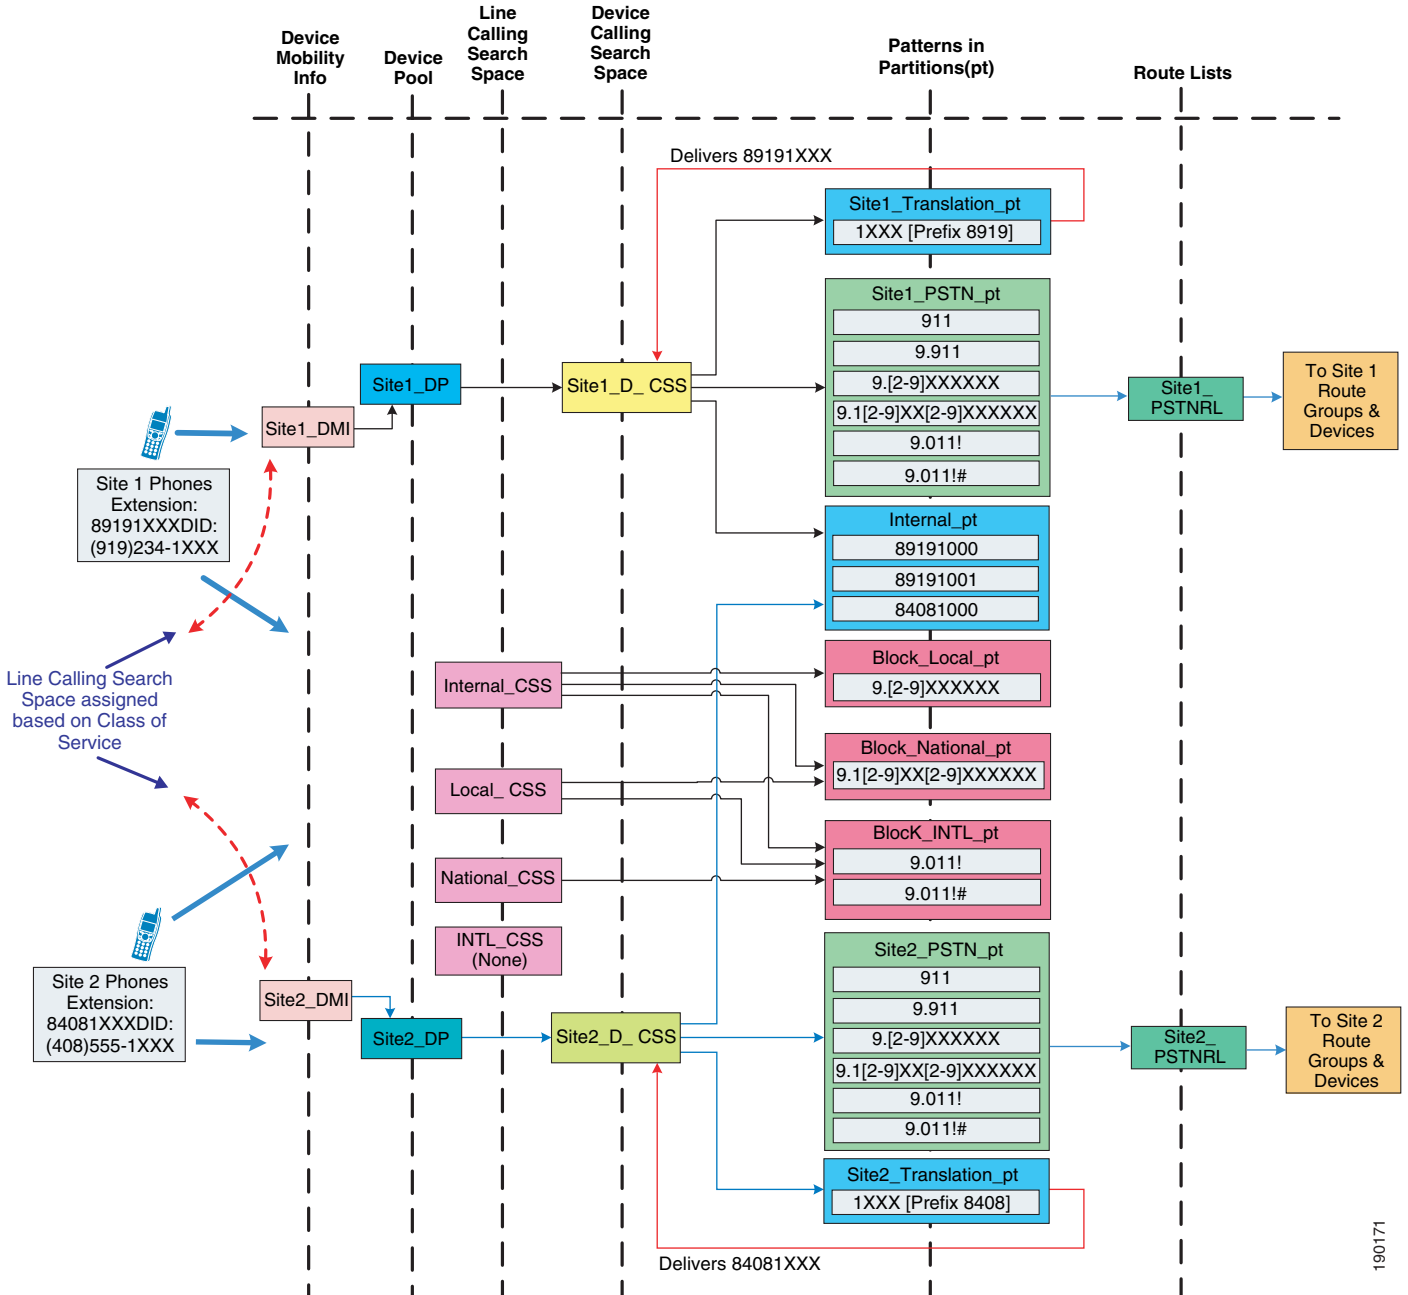 Device
Mobility
Info
Device
Pool
Line
Calling
Search
Space
Device
Calling
Search
Space
Patterns in
Partitions(pt)
Route Lists
Delivers 89191XXX
Site1_Translation_pt
1XXX [Prefix 8919]
Site1_PSTN_pt
911
9.911
9.[2-9]XXXXXX
9.1[2-9]XX[2-9]XXXXXX
9.011!
9.011!#
Site1_DP
Site1_D_ CSS
Site1_DMI
Site1_
PSTNRL
To Site 1
Route
Groups &
Devices
Site 1 Phones
Extension:
89191XXXDID:
(919)234-1XXX
Internal_pt
89191000
89191001
84081000
Line Calling Search
Space assigned
based on Class of
Service
Internal_CSS
Block_Local_pt
9.[2-9]XXXXXX
Block_National_pt
9.1[2-9]XX[2-9]XXXXXX
Local_ CSS
BlocK_INTL_pt
9.011!
9.011!#
National_CSS
INTL_CSS
(None)
Site 2 Phones
Extension:
84081XXXDID:
(408)555-1XXX
Site2_DMI
Site2_DP
Site2_D_ CSS
Site2_PSTN_pt
911
9.911
9.[2-9]XXXXXX
9.1[2-9]XX[2-9]XXXXXX
9.011!
9.011!#
Site2_
PSTNRL
To Site 2
Route
Groups &
Devices
Site2_Translation_pt
1XXX [Prefix 8408]
Delivers 84081XXX
190171